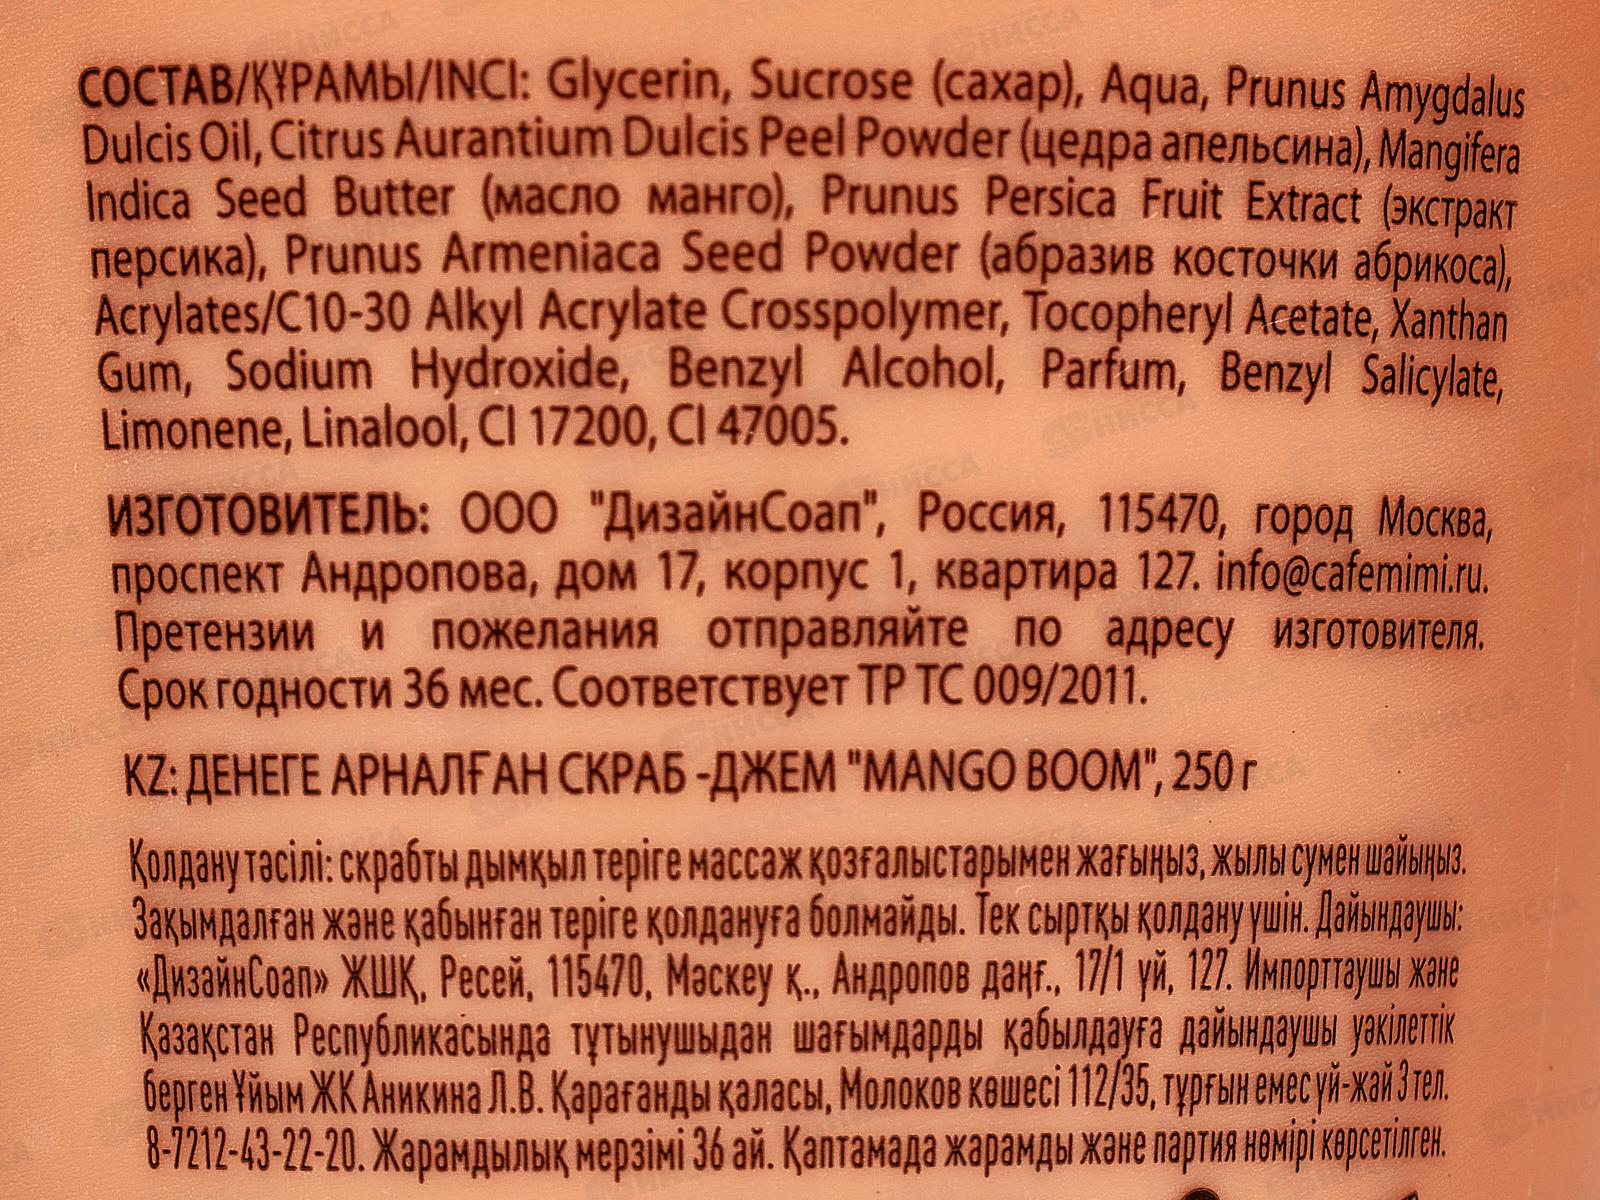 СОСТАВ/ҚҰРАМЫ/INCI: Glycerin, Sucrose (сахар), Aqua, Prunus Amygdalus
Dulcis Oil, Citrus Aurantium Dulcis Peel Powder (цедра апельсина), Mangifera
Indica Seed Butter (масло манго), Prunus Persica Fruit Extract (экстракт
персика), Prunus Armeniaca Seed Powder (абразив косточки абрикоса),
Acrylates/C10-30 Alkyl Acrylate Crosspolymer, Tocopheryl Acetate, Xanthan
Gum, Sodium Hydroxide, Benzyl Alcohol, Parfum, Benzyl Salicylate,
Limonene, Linalool, CI 17200, CI 47005.
ИЗГОТОВИТЕЛЬ: ООО "ДизайнСоап", Россия, 115470, город Москва,
проспект Андропова, дом 17, корпус 1, квартира 127. info@cafemimi.ru.
Претензии и пожелания отправляйте по адресу изготовителя.
Срок годности 36 мес. Соответствует ТР ТС 009/2011.
KZ: ДЕНЕГЕ АРНАЛҒАН СКРАБ -ДЖЕМ "MANGO BOOM", 250 г
Қолдану тәсілі: скрабты дымқыл теріге массаж қозғалыстарымен жағыңыз, жылы сумен шайыңыз.
Зақымдалған және қабынған теріге қолдануға болмайды. Тек сыртқы қолдану үшін. Дайындаушы:
«ДизайнСоап» ЖШҚ, Ресей, 115470, Мәскеу қ., Андропов даңғ., 17/1 үй, 127. Импорттаушы және
Қазақстан Республикасында тұтынушыдан шағымдарды қабылдауға дайындаушы уәкілеттік
берген Ұйым ЖК Аникина Л.В. Қарағанды қаласы, Молоков көшесі 112/35, тұрғын емес үй-жай 3 тел.
8-7212-43-22-20. Жарамдылық мерзімі 36 ай. Қаптамада жарамды және партия нөмірі көрсетілген.